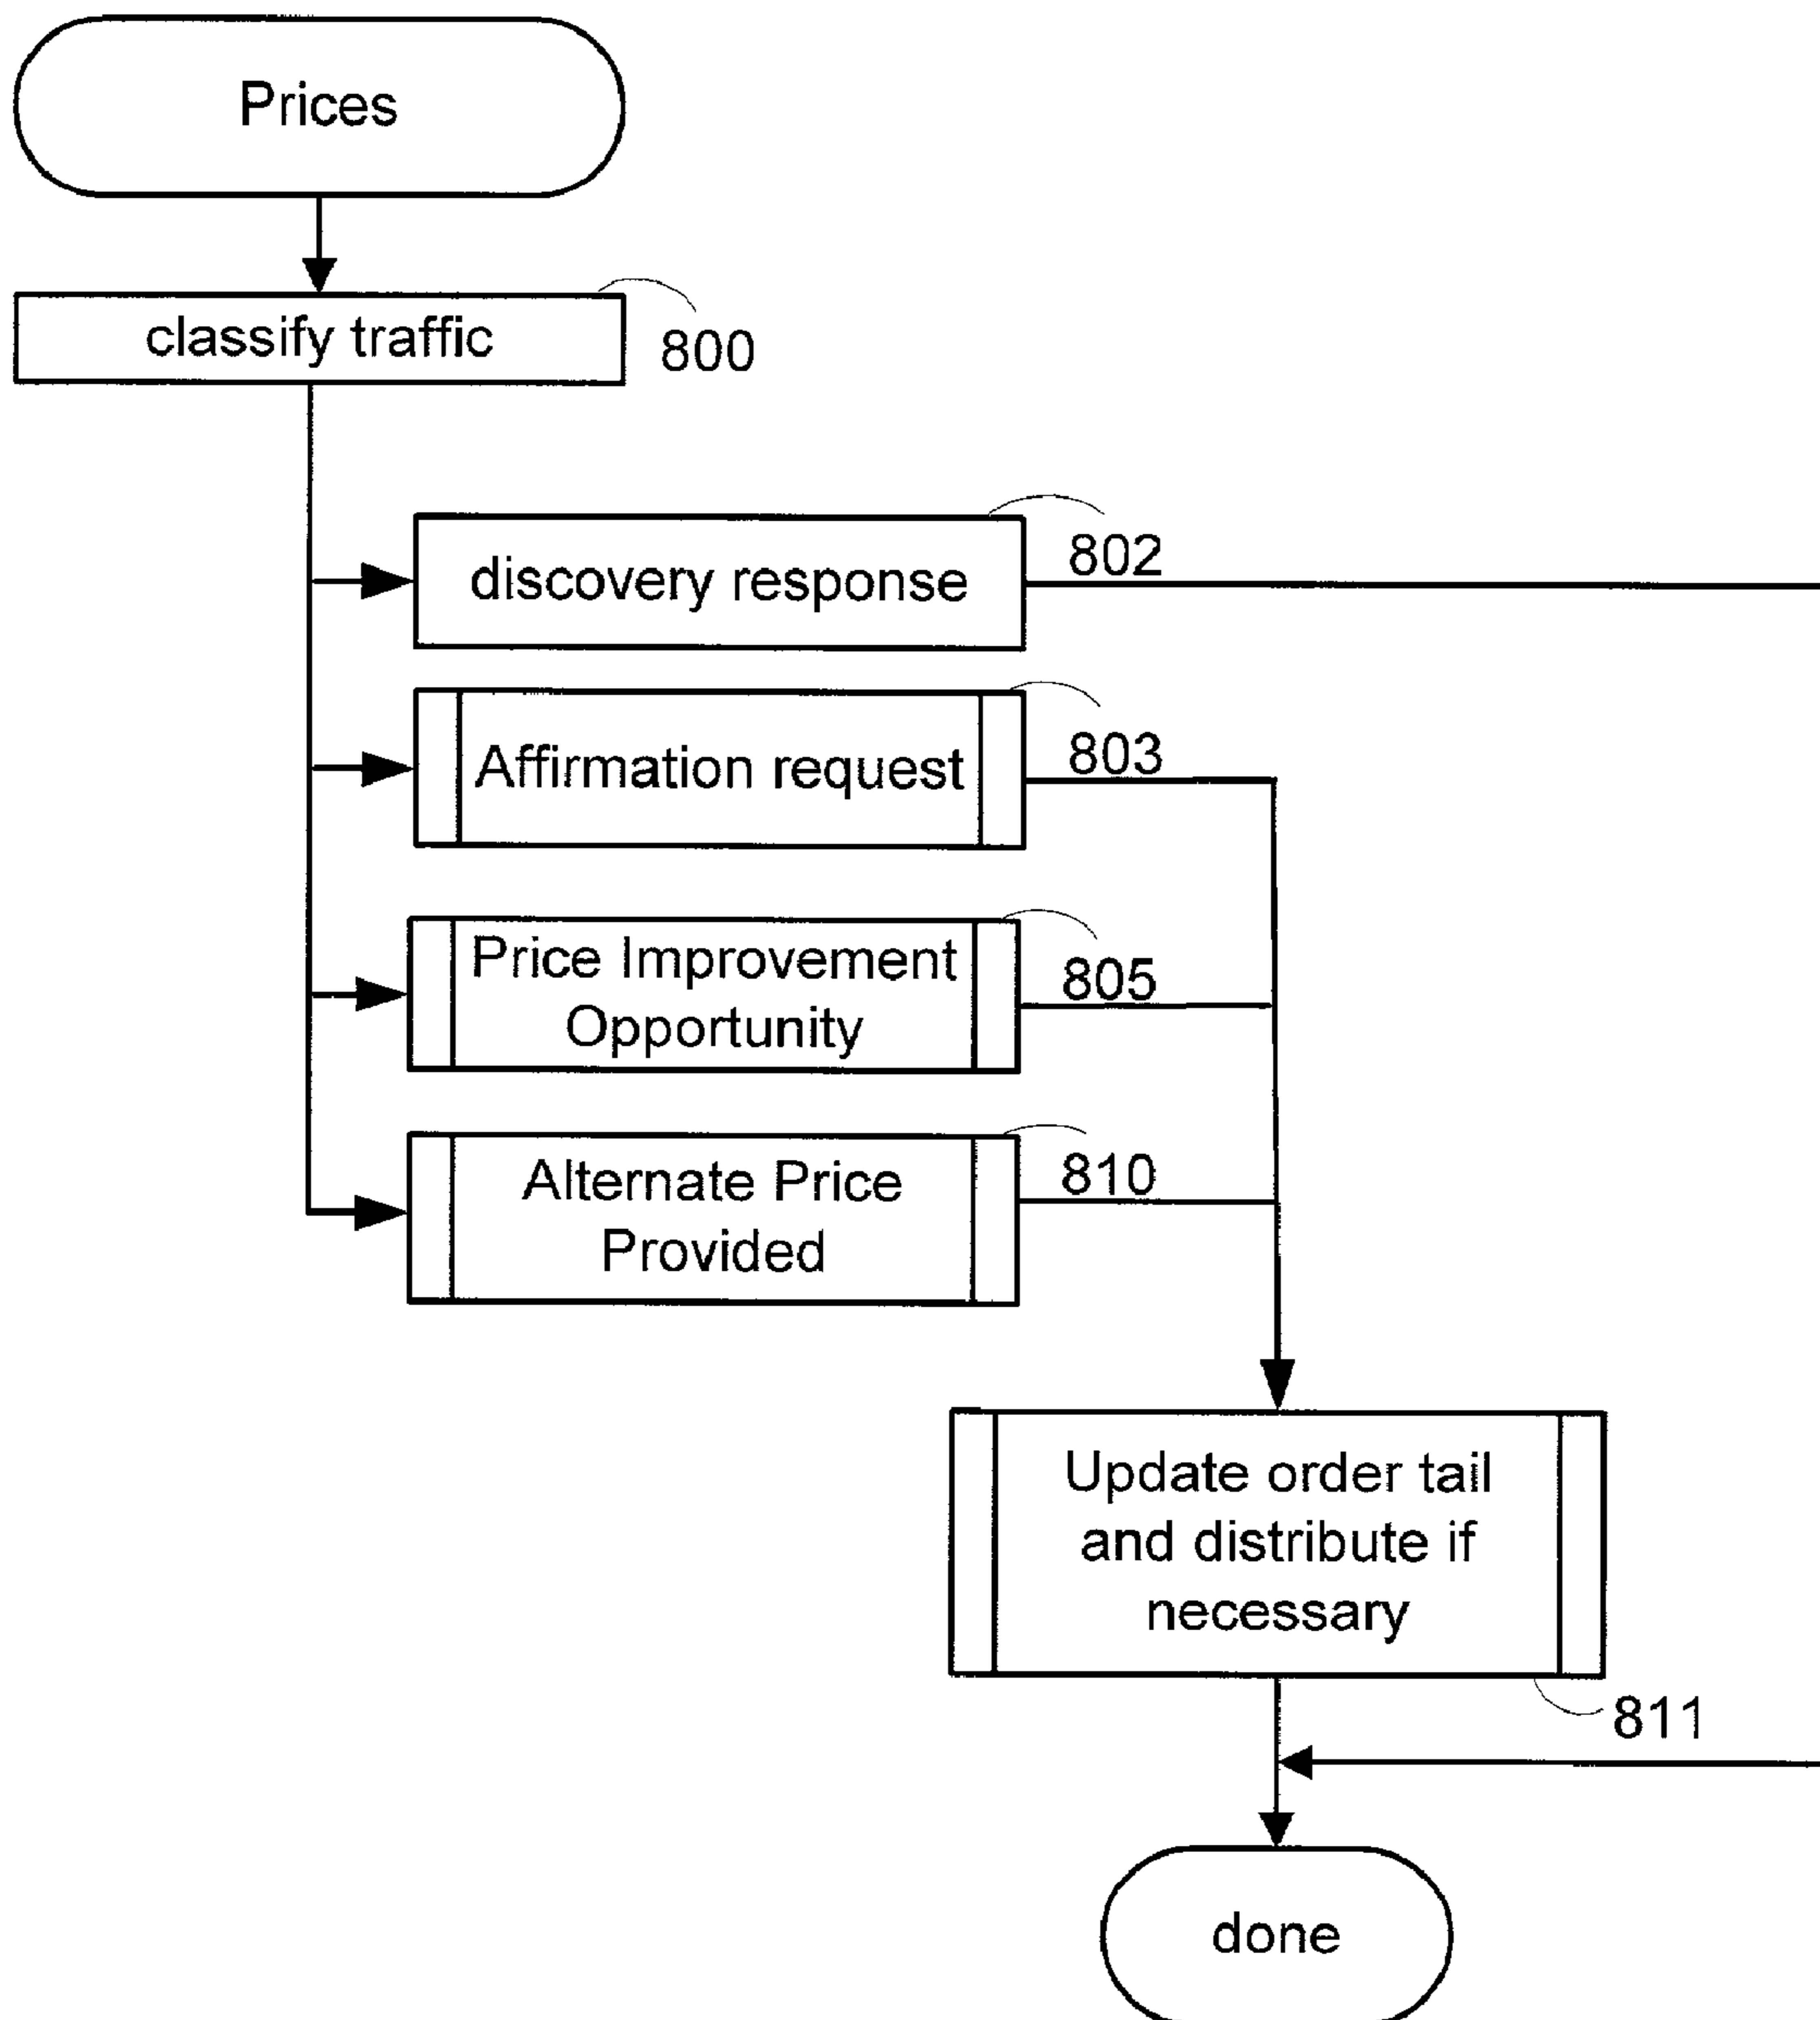 Prices
classify traffic
800
discovery response
802
Affirmation request
803
Price Improvement
Opportunity
805
Alternate Price
Provided
810
Update order tail
and distribute if
necessary
811
done